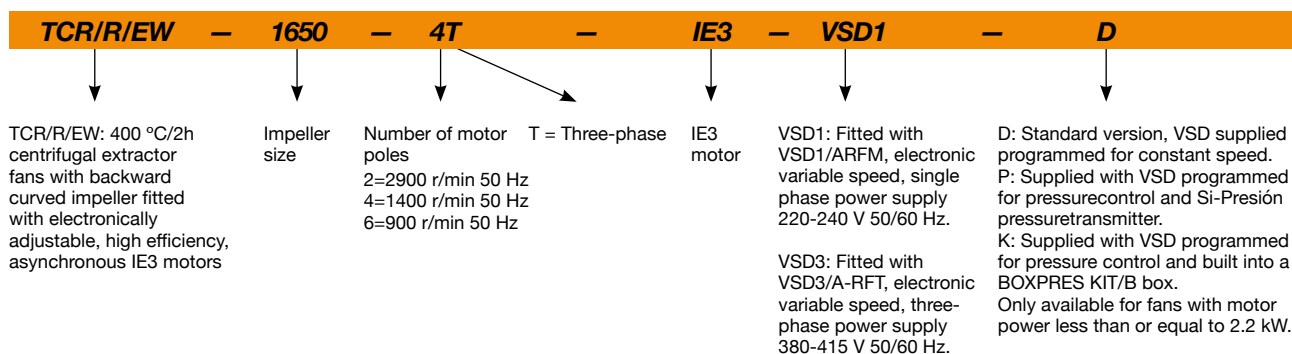 TCR/R/EW — 1650 — 4T — IE3 — VSD1 — D
TCR/R/EW: 400 ºC/2h
centrifugal extractor
fans with backward
curved impeller fitted
with electronically
adjustable, high efficiency,
asynchronous IE3 motors
Impeller
size
Number of motor
poles
2=2900 r/min 50 Hz
4=1400 r/min 50 Hz
6=900 r/min 50 Hz
T = Three-phase
IE3
motor
VSD1: Fitted with
VSD1/ARFM, electronic
variable speed, single
phase power supply
220-240 V 50/60 Hz.
VSD3: Fitted with
VSD3/A-RFT, electronic
variable speed, three-
phase power supply
380-415 V 50/60 Hz.
D: Standard version, VSD supplied
programmed for constant speed.
P: Supplied with VSD programmed
for pressurecontrol and Si-Presión
pressuretransmitter.
K: Supplied with VSD programmed
for pressure control and built into a
BOXPRES KIT/B box.
Only available for fans with motor
power less than or equal to 2.2 kW.